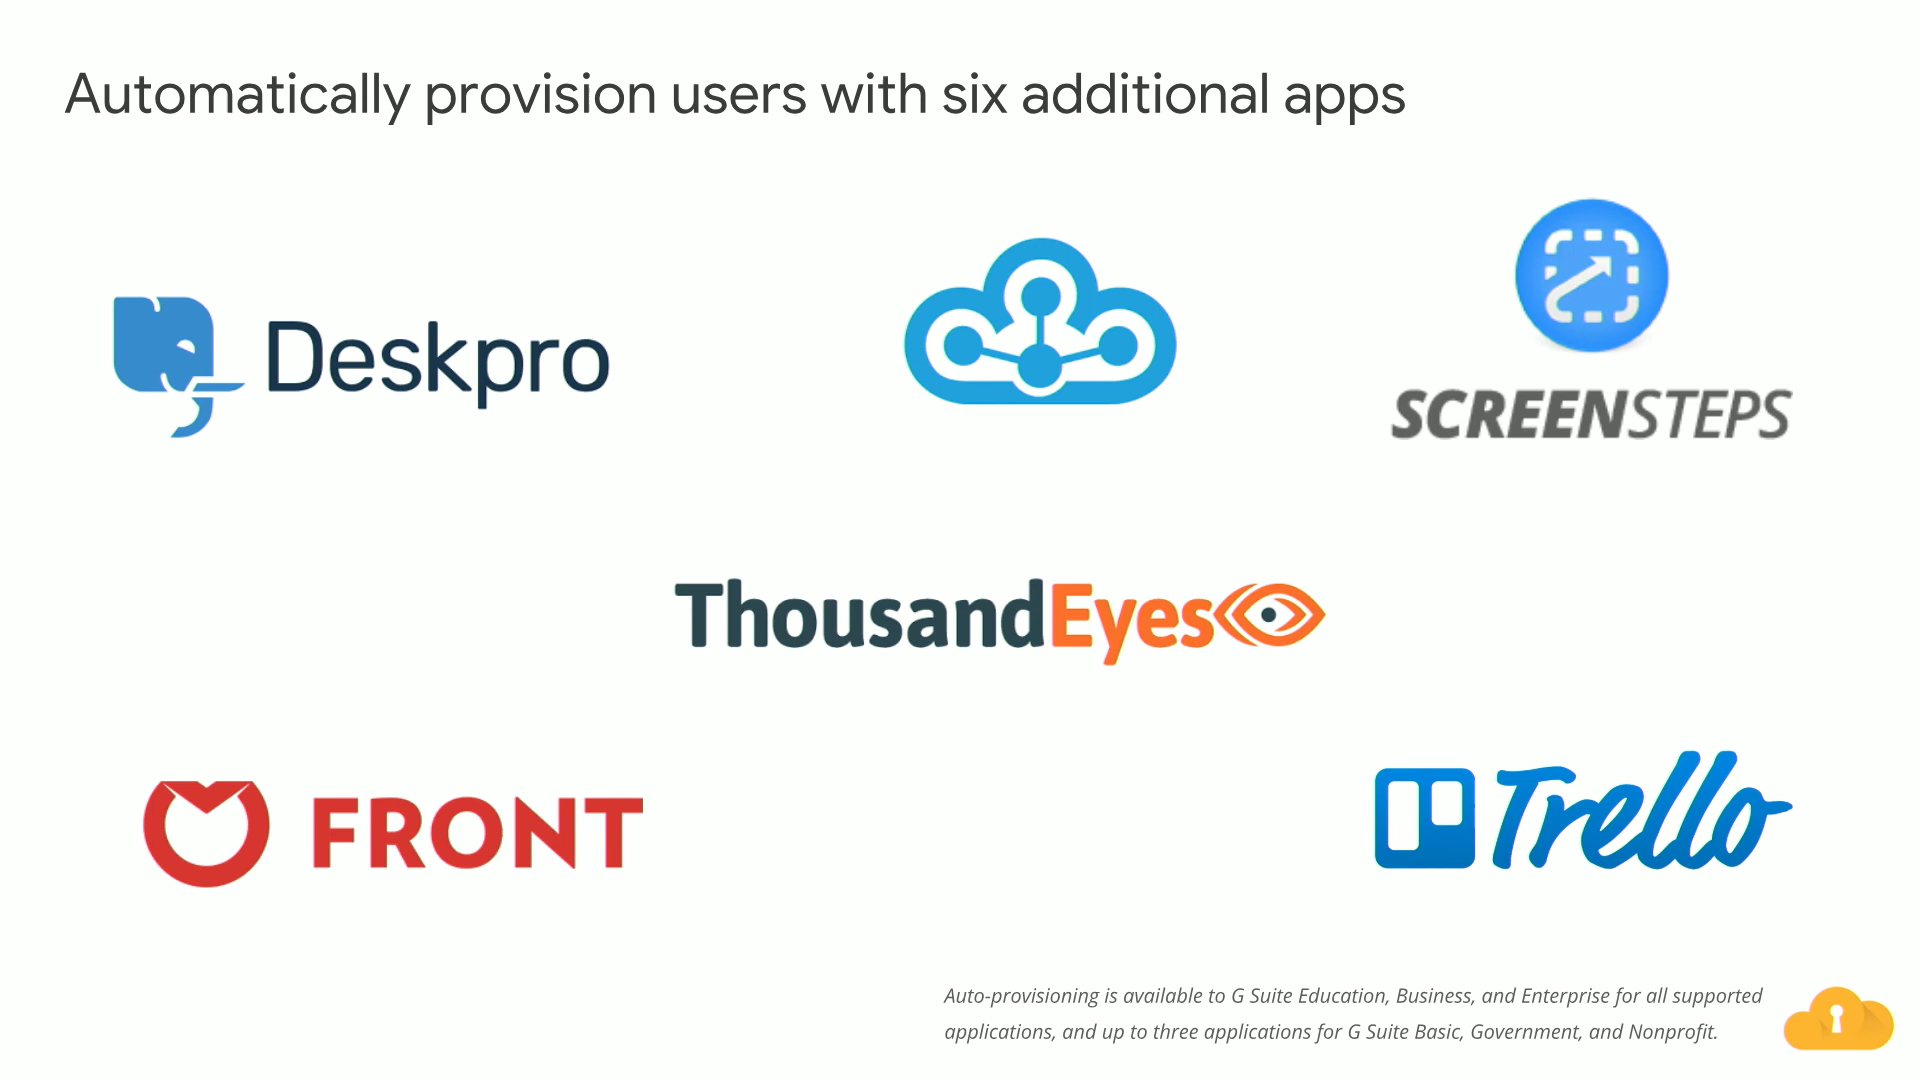 Automatically provision users with six additional apps
Deskpro
SCREENSTEPS
ThousandEyes
FRONT
Trello
Auto-provisioning is available to G Suite Education, Business, and Enterprise for all supported
applications, and up to three applications for G Suite Basic, Government, and Nonprofit.